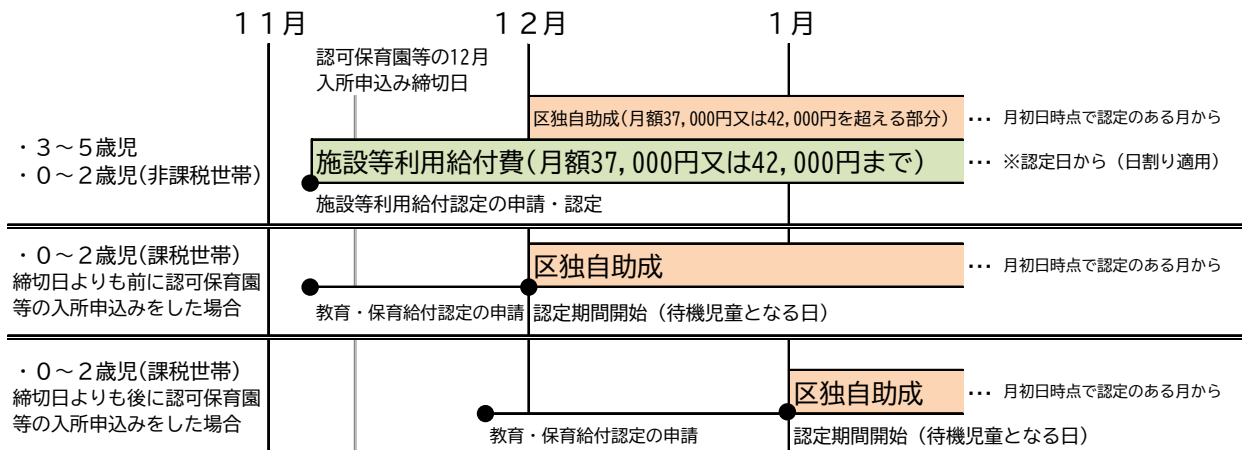 １１月
１２月
１月
認可保育園等の12月
入所申込み締切日
区独自助成(月額37,000円又は42,000円を超える部分)
･･･ 月初日時点で認定のある月から
・３～５歳児
・０～２歳児(非課税世帯)
施設等利用給付費(月額37,000円又は42,000円まで)
･･･ ※認定日から（日割り適用）
施設等利用給付認定の申請・認定
・０～２歳児(課税世帯)
締切日よりも前に認可保育園
等の入所申込みをした場合
区独自助成
･･･ 月初日時点で認定のある月から
教育・保育給付認定の申請
認定期間開始（待機児童となる日）
・０～２歳児(課税世帯)
締切日よりも後に認可保育園
等の入所申込みをした場合
区独自助成
･･･ 月初日時点で認定のある月から
教育・保育給付認定の申請
認定期間開始（待機児童となる日）